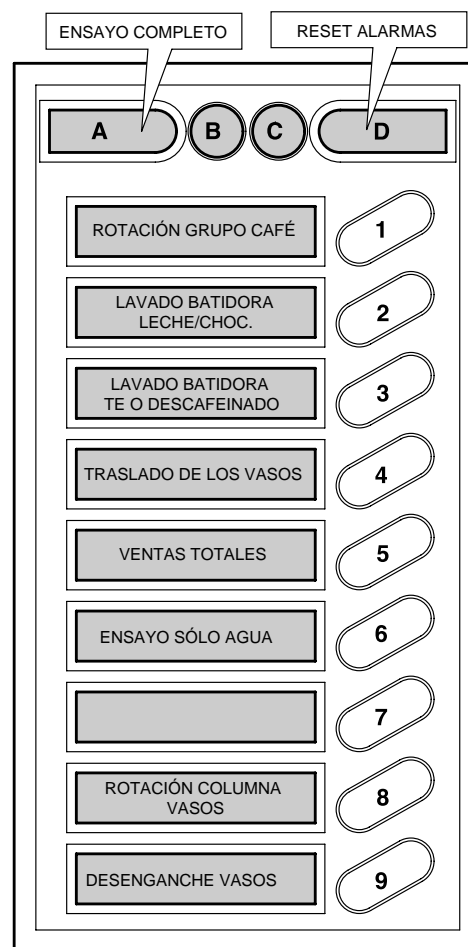 ENSAYO COMPLETO
RESET ALARMAS
A B C D
ROTACIÓN GRUPO CAFÉ 1
LAVADO BATIDORA
LECHE/CHOC. 2
LAVADO BATIDORA
TE O DESCAFEINADO 3
TRASLADO DE LOS VASOS 4
VENTAS TOTALES 5
ENSAYO SÓLO AGUA 6
7
ROTACIÓN COLUMNA
VASOS 8
DESENGANCHE VASOS 9